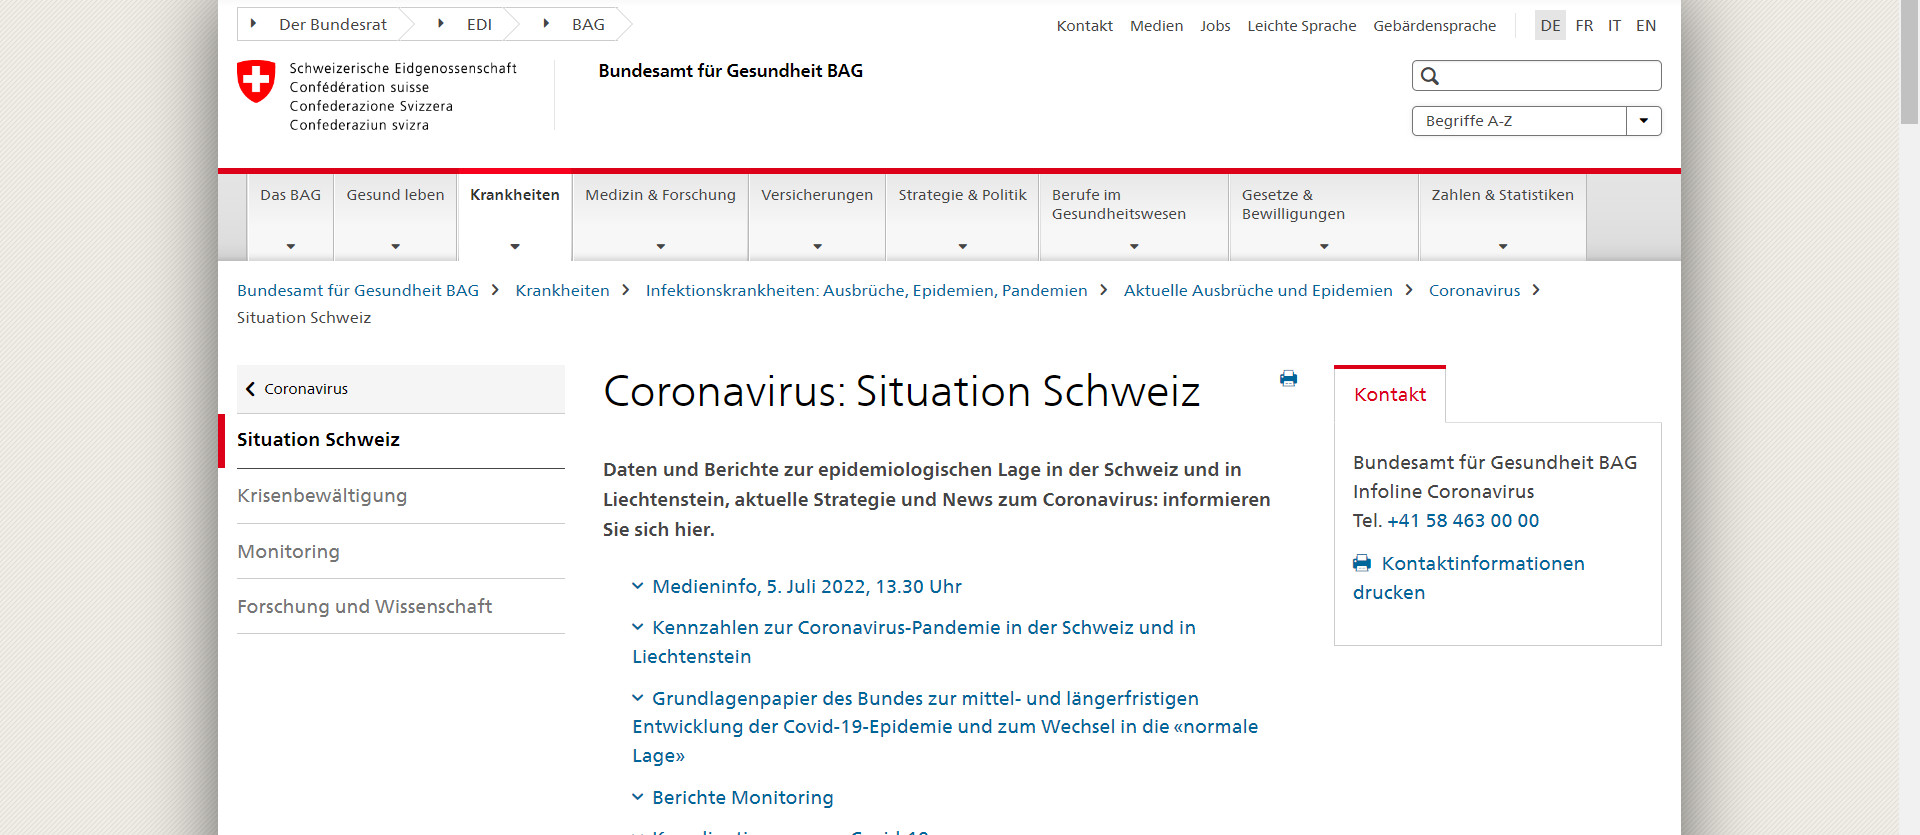 Der Bundesrat
EDI
BAG
Kontakt Medien Jobs Leichte Sprache Gebärdensprache
DE FR IT EN
Schweizerische Eidgenossenschaft
Confédération suisse
Confederazione Svizzera
Confederaziun svizra
Bundesamt für Gesundheit BAG
Begriffe A-Z
Das BAG
Gesund leben
Krankheiten
Medizin & Forschung
Versicherungen
Strategie & Politik
Berufe im
Gesundheitswesen
Gesetze &
Bewilligungen
Zahlen & Statistiken
Bundesamt für Gesundheit BAG > Krankheiten > Infektionskrankheiten: Ausbrüche, Epidemien, Pandemien > Aktuelle Ausbrüche und Epidemien > Coronavirus >
Situation Schweiz
Coronavirus
Situation Schweiz
Krisenbewältigung
Monitoring
Forschung und Wissenschaft
Coronavirus: Situation Schweiz
Daten und Berichte zur epidemiologischen Lage in der Schweiz und in
Liechtenstein, aktuelle Strategie und News zum Coronavirus: informieren
Sie sich hier.
Medieninfo, 5. Juli 2022, 13.30 Uhr
Kennzahlen zur Coronavirus-Pandemie in der Schweiz und in
Liechtenstein
Grundlagenpapier des Bundes zur mittel- und längerfristigen
Entwicklung der Covid-19-Epidemie und zum Wechsel in die «normale
Lage»
Berichte Monitoring
Kontakt
Bundesamt für Gesundheit BAG
Infoline Coronavirus
Tel. +41 58 463 00 00
Kontaktinformationen
drucken